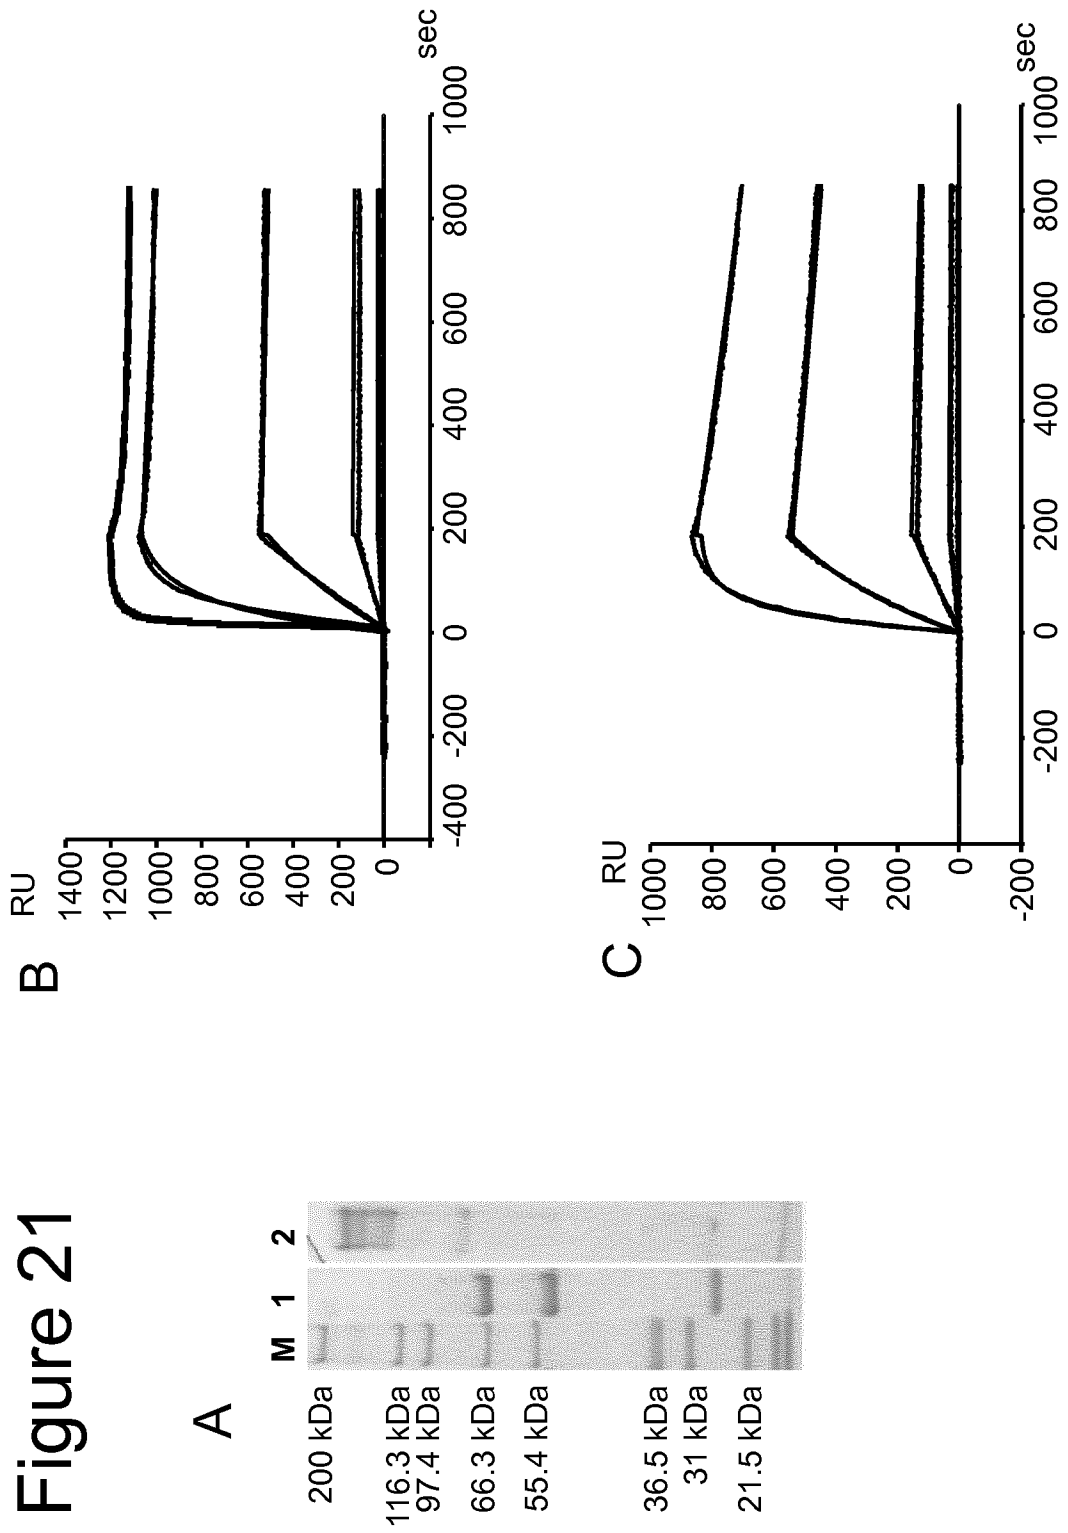 Figure 21
A
M 1 2
200 kDa
116.3 kDa
97.4 kDa
66.3 kDa
55.4 kDa
36.5 kDa
31 kDa
21.5 kDa
B
RU
1400
1200
1000
800
600
400
200
0
-400 -200 0 200 400 600 800 1000
sec
C
RU
1000
800
600
400
200
0
-200
-200 0 200 400 600 800 1000
sec